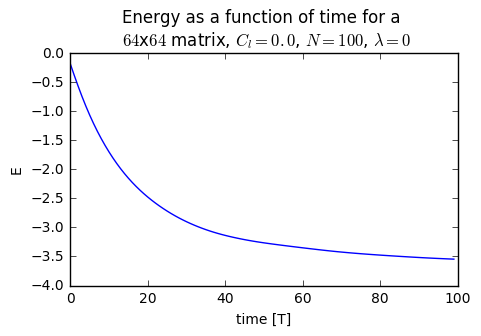 Energy as a function of time for a
64x64 matrix, C_l = 0.0, N = 100, λ = 0
0.0
−0.5
−1.0
−1.5
−2.0
−2.5
−3.0
−3.5
−4.0
E
0 20 40 60 80 100
time [T]